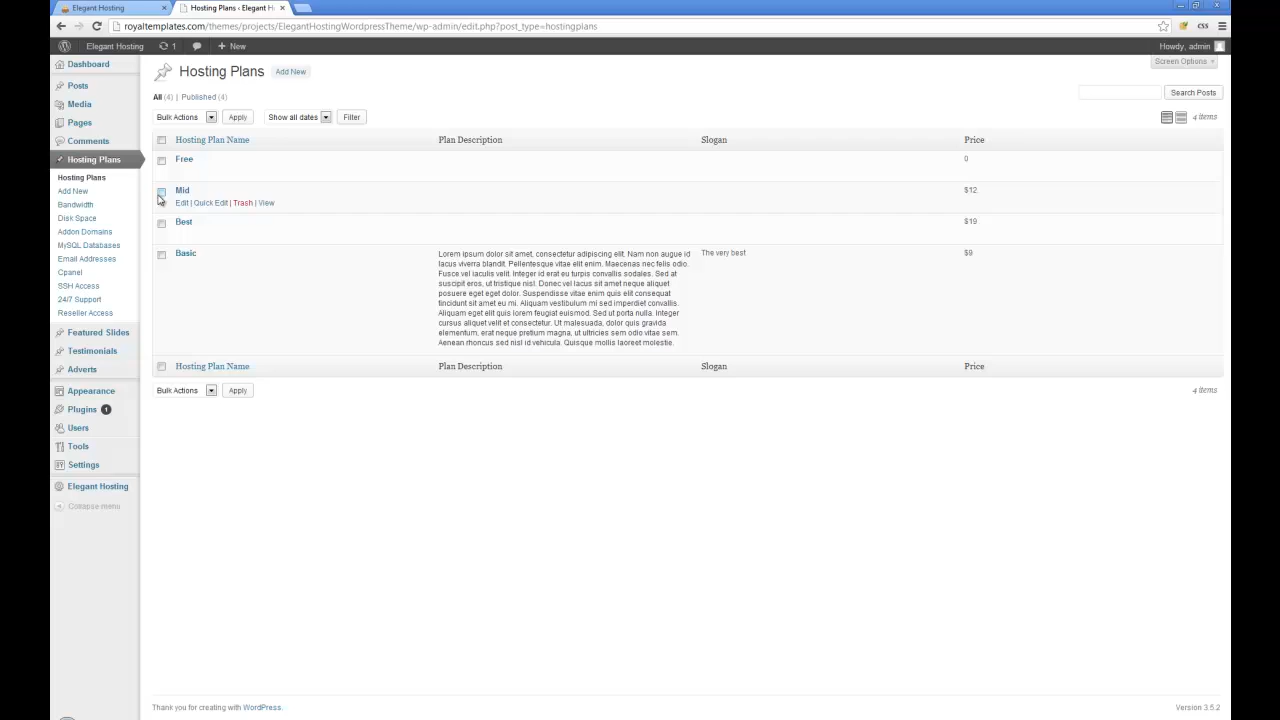 Elegant Hosting
Hosting Plans ‹ Elegant H
royaltemplates.com/themes/projects/ElegantHostingWordpressTheme/wp-admin/edit.php?post_type=hostingplans
css
Elegant Hosting 1 + New Howdy, admin
Screen Options
Dashboard
Posts
Media
Pages
Comments
Hosting Plans
Hosting Plans
Add New
Bandwidth
Disk Space
Addon Domains
MySQL Databases
Email Addresses
Cpanel
SSH Access
24/7 Support
Reseller Access
Featured Slides
Testimonials
Adverts
Appearance
Plugins 1
Users
Tools
Settings
Elegant Hosting
Collapse menu
Hosting Plans Add New
All (4) | Published (4)
Search Posts
Bulk Actions Apply Show all dates Filter
4 items
Hosting Plan Name Plan Description Slogan Price
Free 0
Mid $12
Edit | Quick Edit | Trash | View
Best $19
Basic
Lorem ipsum dolor sit amet, consectetur adipiscing elit. Nam non augue id
lacus viverra blandit. Pellentesque vitae elit enim. Maecenas nec felis odio.
Fusce vel iaculis velit. Integer id erat eu turpis convallis sodales. Sed at
suscipit eros, ut tristique nisl. Donec vel lacus sit amet neque aliquet
posuere eget eget dolor. Suspendisse vitae enim quis elit consequat
tincidunt sit amet eu mi. Aliquam vestibulum mi sed imperdiet convallis.
Aliquam eget elit quis lorem feugiat euismod. Sed ut porta nulla. Integer
cursus aliquet velit et consectetur. Ut malesuada, dolor quis gravida
elementum, erat neque pretium magna, ut ultricies sem odio vitae sem.
Aenean rhoncus sed nisl id vehicula. Quisque mollis laoreet molestie.
The very best
$9
Hosting Plan Name Plan Description Slogan Price
Bulk Actions Apply
4 items
Thank you for creating with WordPress.
Version 3.5.2